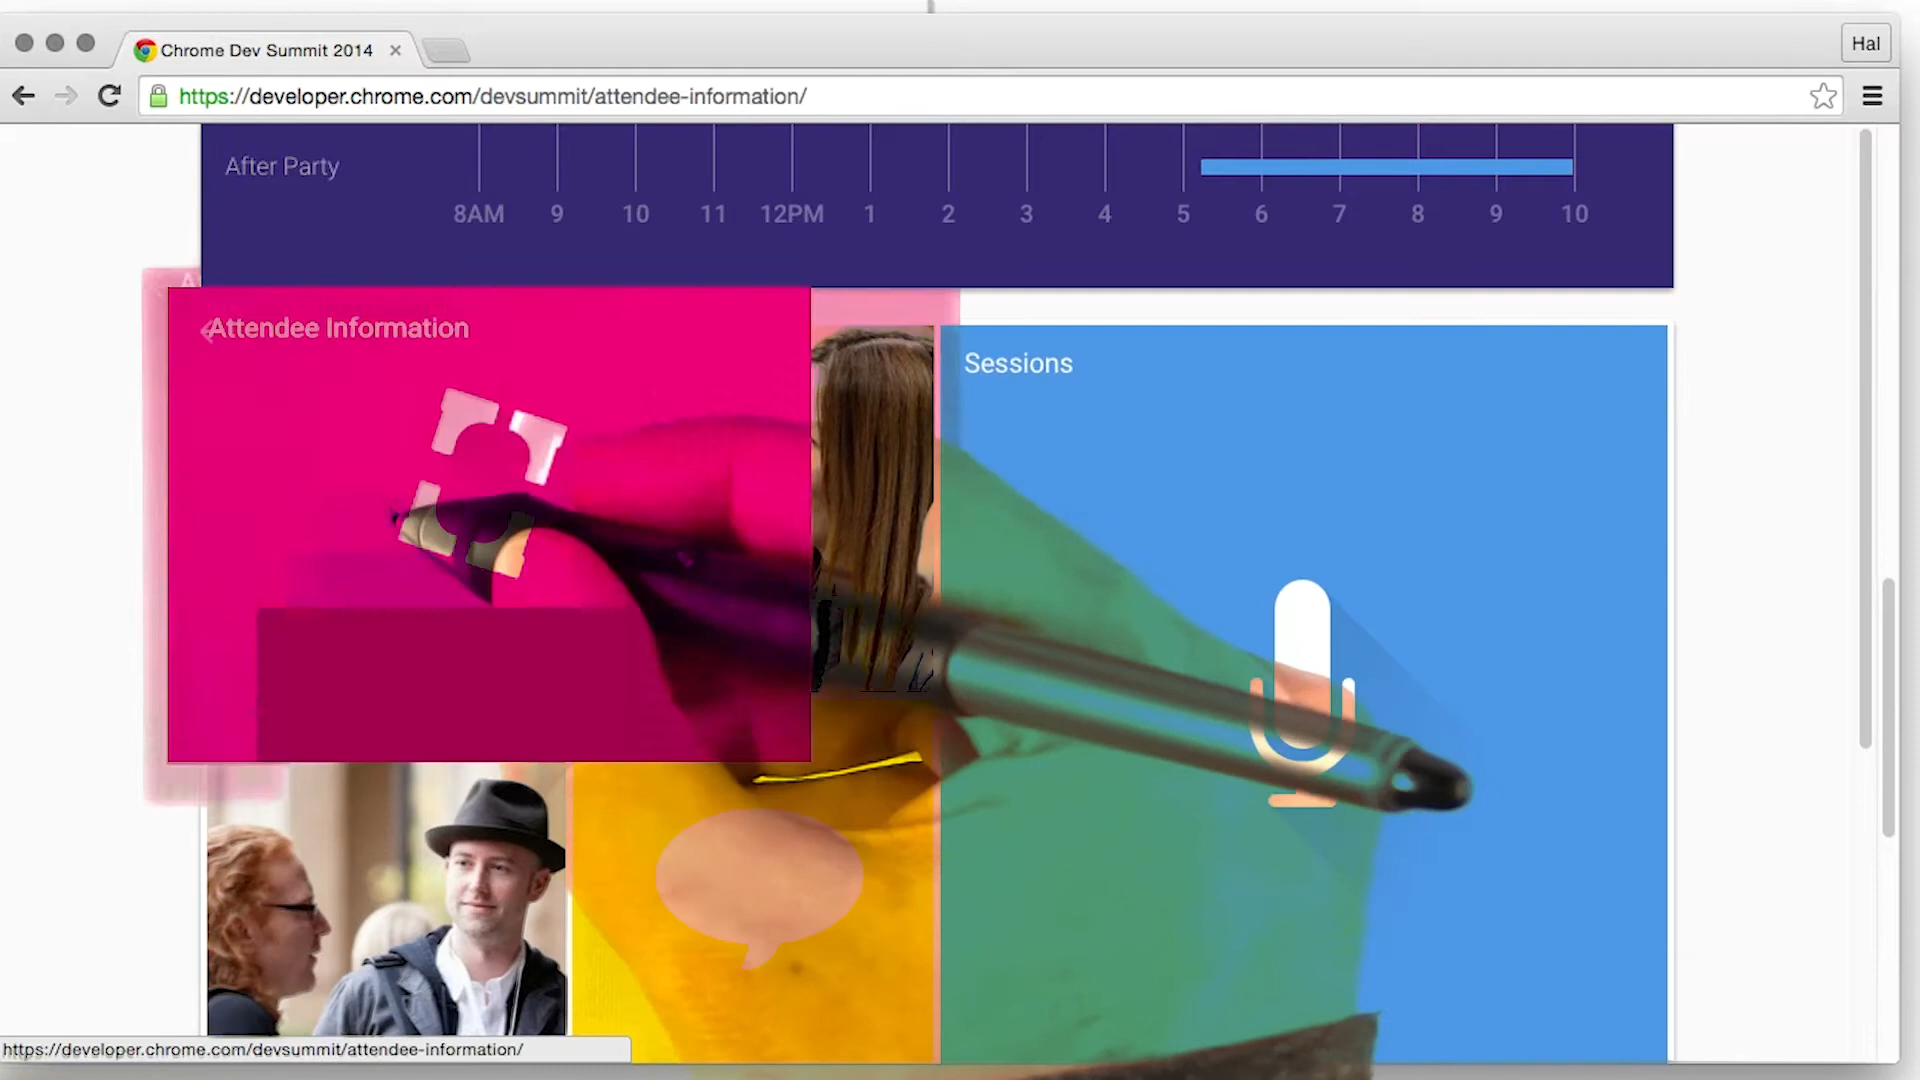 Chrome Dev Summit 2014
Hal
https://developer.chrome.com/devsummit/attendee-information/
After Party
8AM 9 10 11 12PM 1 2 3 4 5 6 7 8 9 10
Attendee Information
Sessions
https://developer.chrome.com/devsummit/attendee-information/